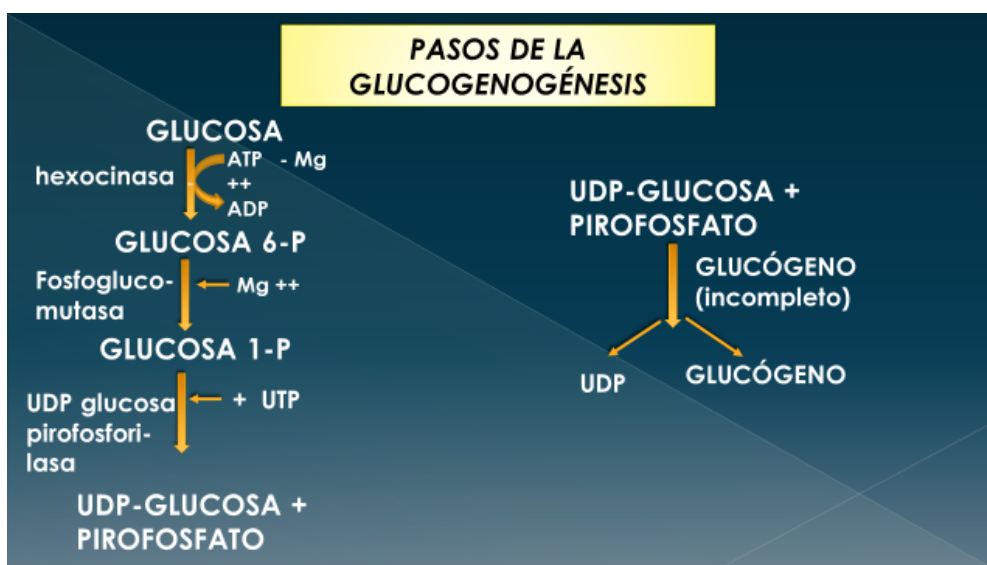 PASOS DE LA
GLUCOGENOGÉNESIS
GLUCOSA
hexocinasa
ATP - Mg
++
ADP
GLUCOSA 6-P
Fosfogluco-
mutasa
Mg ++
GLUCOSA 1-P
UDP glucosa
pirofosfori-
lasa
+ UTP
UDP-GLUCOSA +
PIROFOSFATO
UDP-GLUCOSA +
PIROFOSFATO
GLUCÓGENO
(incompleto)
UDP
GLUCÓGENO